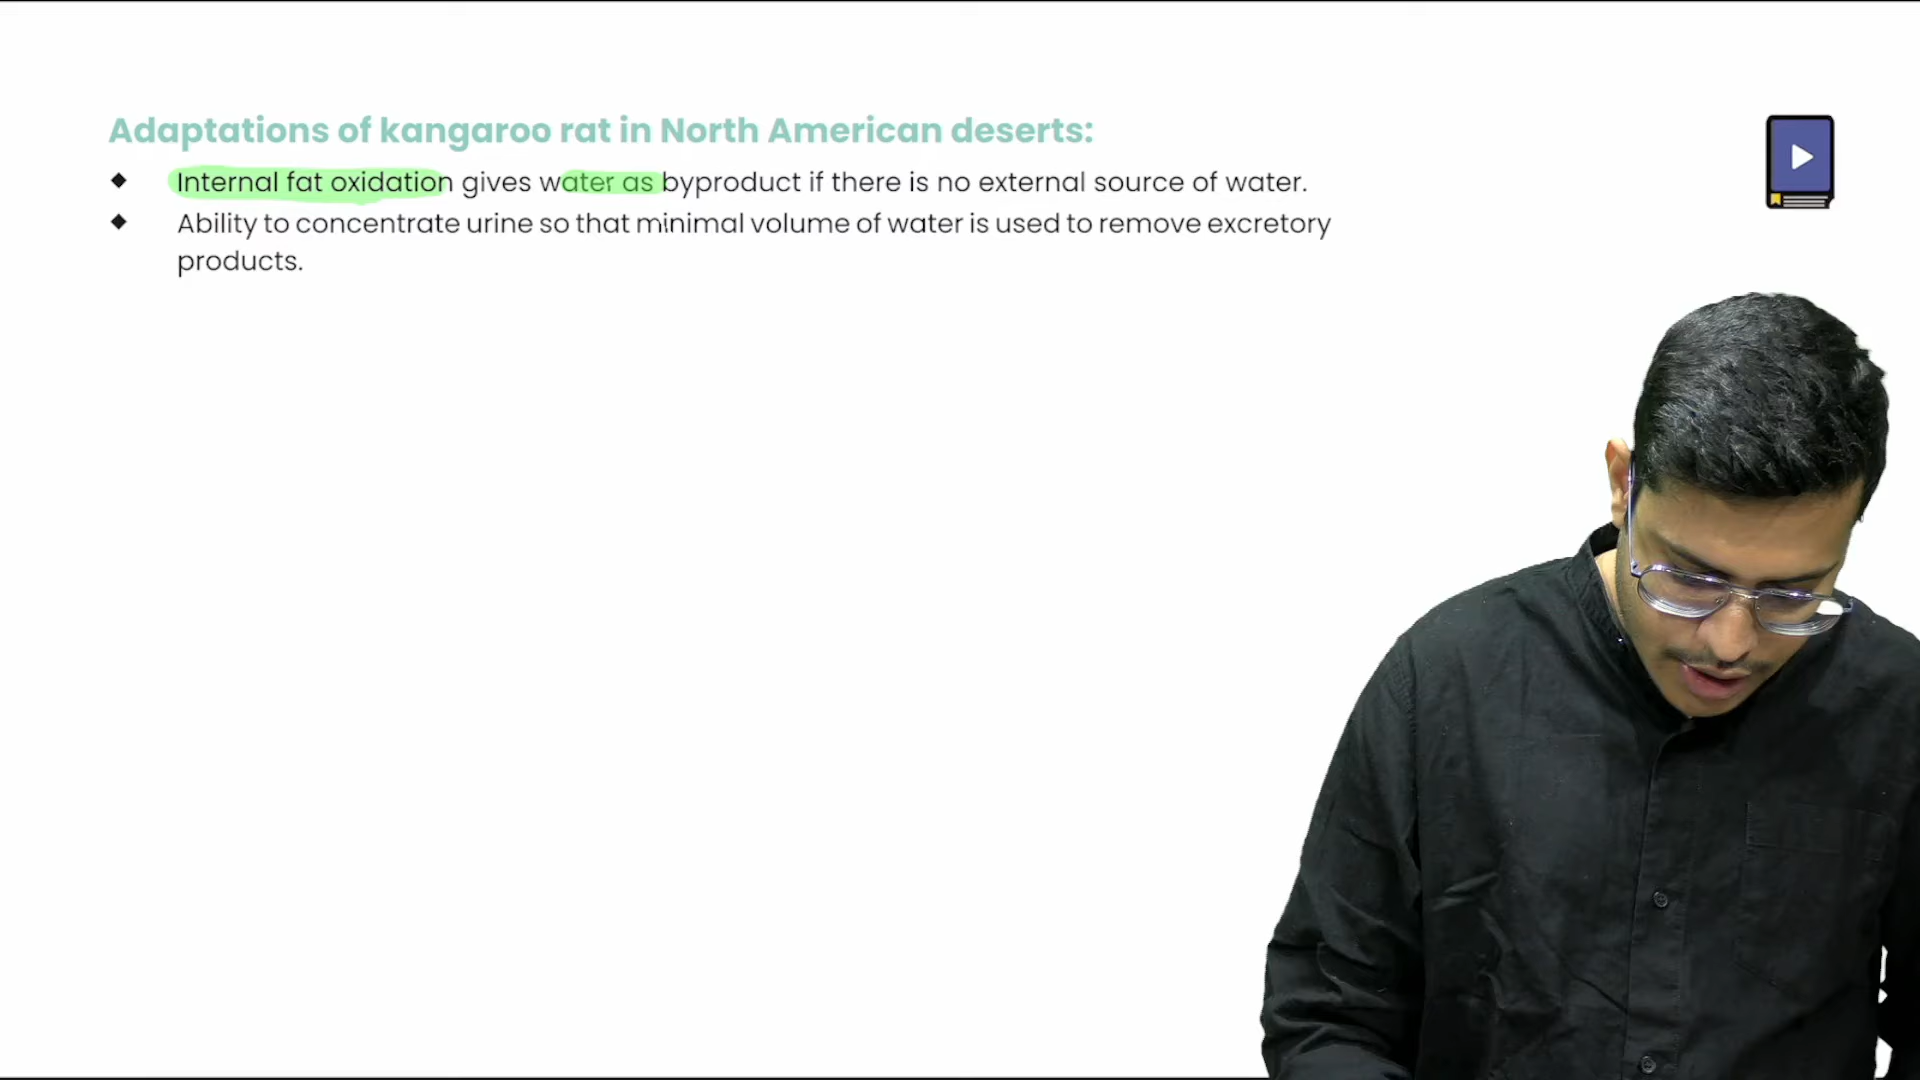 Adaptations of kangaroo rat in North American deserts:
◆ Internal fat oxidation gives water as byproduct if there is no external source of water.
◆ Ability to concentrate urine so that minimal volume of water is used to remove excretory
products.